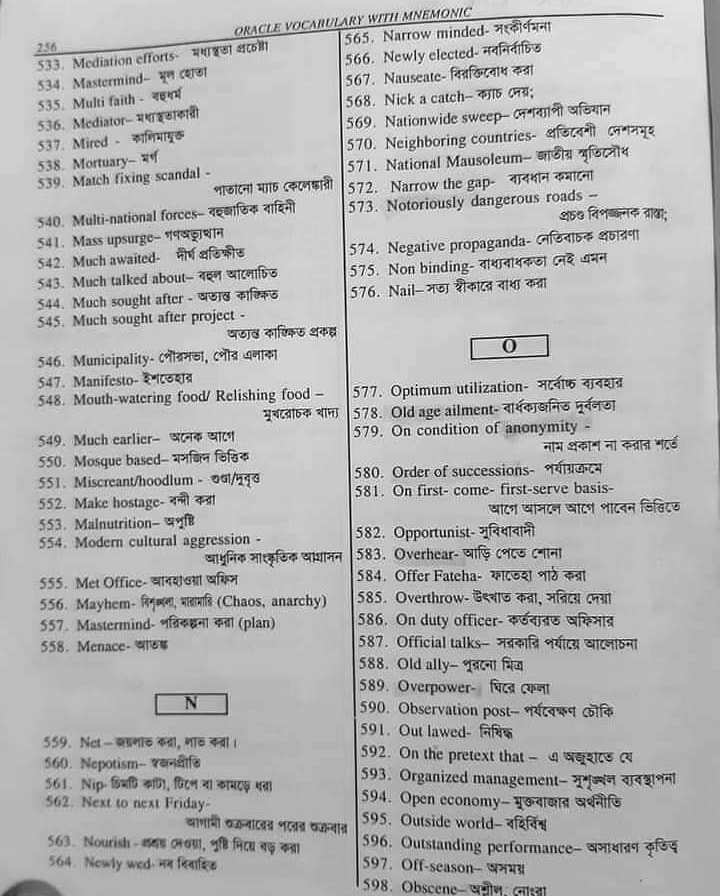 256
ORACLE VOCABULARY WITH MNEMONIC
533. Mediation efforts- মধ্যস্থতা প্রচেষ্টা
534. Mastermind– মূল হোতা
535. Multi faith - বহুধর্ম
536. Mediator– মধ্যস্থতাকারী
537. Mired - কালিমাযুক্ত
538. Mortuary– মর্গ
539. Match fixing scandal -
পাতানো ম্যাচ কেলেঙ্কারী
540. Multi-national forces– বহুজাতিক বাহিনী
541. Mass upsurge– গণঅভ্যুত্থান
542. Much awaited- দীর্ঘ প্রতিক্ষীত
543. Much talked about– বহুল আলোচিত
544. Much sought after - অত্যন্ত কাঙ্ক্ষিত
545. Much sought after project -
অত্যন্ত কাঙ্ক্ষিত প্রকল্প
546. Municipality- পৌরসভা, পৌর এলাকা
547. Manifesto- ইশতেহার
548. Mouth-watering food/ Relishing food –
মুখরোচক খাদ্য
549. Much earlier– অনেক আগে
550. Mosque based– মসজিদ ভিত্তিক
551. Miscreant/hoodlum - গুণ্ডা/দুবৃত্ত
552. Make hostage- বন্দী করা
553. Malnutrition– অপুষ্টি
554. Modern cultural aggression -
আধুনিক সাংস্কৃতিক আগ্রাসন
555. Met Office- আবহাওয়া অফিস
556. Mayhem- বিশৃঙ্খলা, মারামারি (Chaos, anarchy)
557. Mastermind- পরিকল্পনা করা (plan)
558. Menace- আতঙ্ক
N
559. Net – জয়লাভ করা, লাভ করা।
560. Nepotism– স্বজনপ্রীতি
561. Nip- চিমটি কাটা, টিপে বা কামড়ে ধরা
562. Next to next Friday-
আগামী শুক্রবারের পরের শুক্রবার
563. Nourish - প্রশ্রয় দেওয়া, পুষ্টি দিয়ে বড় করা
564. Newly wed- নব বিবাহিত
565. Narrow minded- সংকীর্ণমনা
566. Newly elected- নবনির্বাচিত
567. Nauseate- বিরক্তিবোধ করা
568. Nick a catch– ক্যাচ দেয়;
569. Nationwide sweep– দেশব্যাপী অভিযান
570. Neighboring countries- প্রতিবেশী দেশসমূহ
571. National Mausoleum– জাতীয় স্মৃতিসৌধ
572. Narrow the gap- ব্যবধান কমানো
573. Notoriously dangerous roads –
প্রচণ্ড বিপজ্জনক রাস্তা;
574. Negative propaganda- নেতিবাচক প্রচারণা
575. Non binding- বাধ্যবাধকতা নেই এমন
576. Nail– সত্য স্বীকারে বাধ্য করা
O
577. Optimum utilization- সর্বোচ্চ ব্যবহার
578. Old age ailment- বার্ধক্যজনিত দুর্বলতা
579. On condition of anonymity -
নাম প্রকাশ না করার শর্তে
580. Order of successions- পর্যায়ক্রমে
581. On first- come- first-serve basis-
আগে আসলে আগে পাবেন ভিত্তিতে
582. Opportunist- সুবিধাবাদী
583. Overhear- আড়ি পেতে শোনা
584. Offer Fateha- ফাতেহা পাঠ করা
585. Overthrow- উৎখাত করা, সরিয়ে দেয়া
586. On duty officer- কর্তব্যরত অফিসার
587. Official talks– সরকারি পর্যায়ে আলোচনা
588. Old ally– পুরনো মিত্র
589. Overpower- ঘিরে ফেলা
590. Observation post– পর্যবেক্ষণ চৌকি
591. Out lawed- নিষিদ্ধ
592. On the pretext that – এ অজুহাতে যে
593. Organized management– সুশৃঙ্খল ব্যবস্থাপনা
594. Open economy– মুক্তবাজার অর্থনীতি
595. Outside world– বহির্বিশ্ব
596. Outstanding performance– অসাধারণ কৃতিত্ব
597. Off-season– অসময়
598. Obscene– অশ্লীল, নোংরা